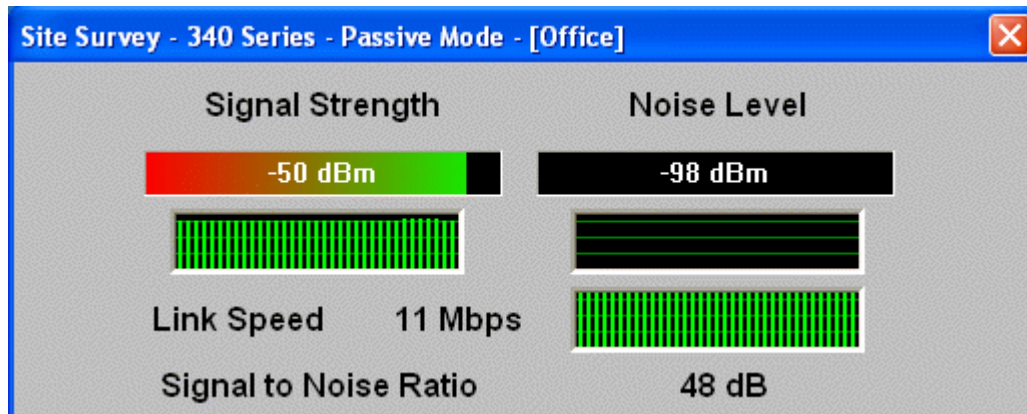 Site Survey - 340 Series - Passive Mode - [Office]
Signal Strength Noise Level
-50 dBm -98 dBm
Link Speed 11 Mbps
Signal to Noise Ratio 48 dB